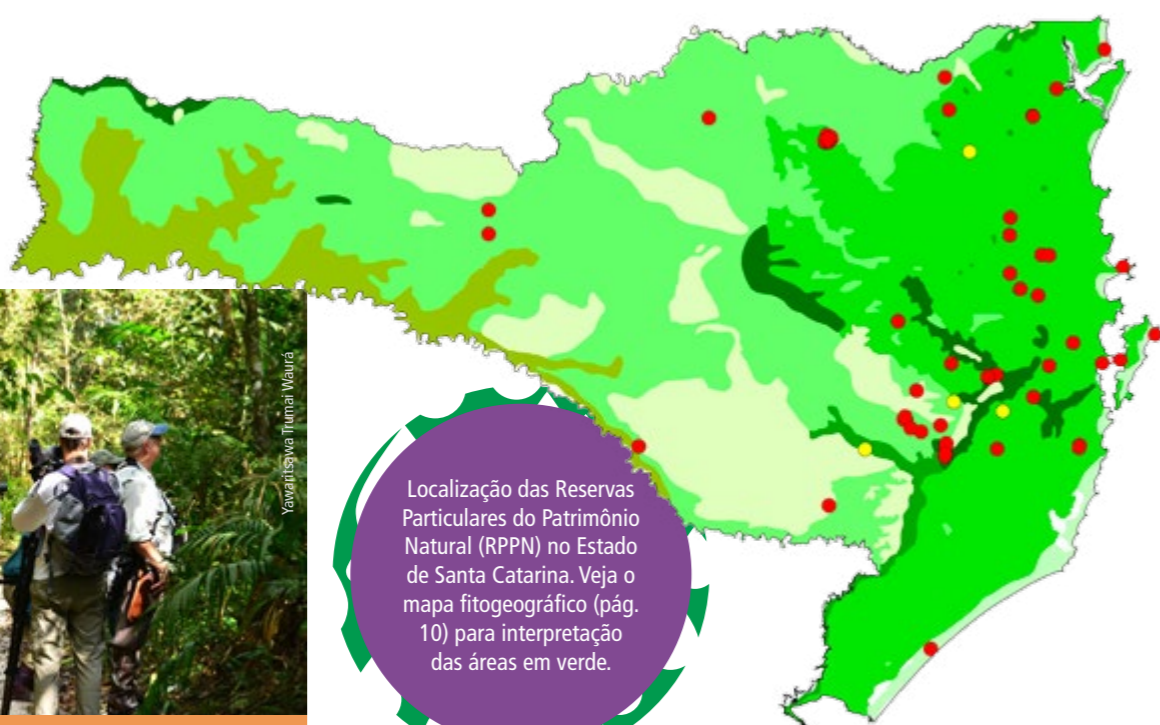 Yawaritsawa Trumai Waurá
Localização das Reservas
Particulares do Patrimônio
Natural (RPPN) no Estado
de Santa Catarina. Veja o
mapa fitogeográfico (pág.
10) para interpretação
das áreas em verde.